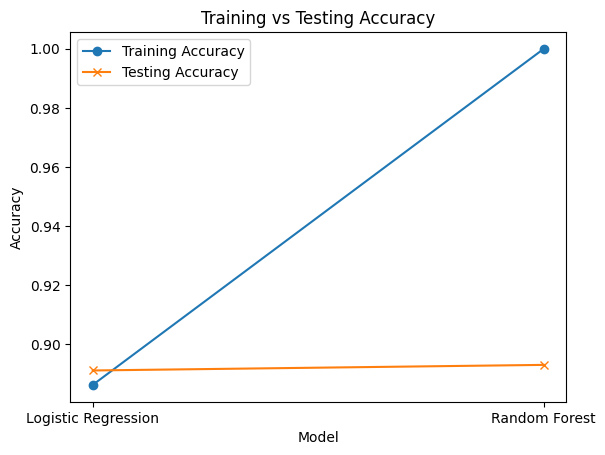 Training vs Testing Accuracy
Training Accuracy
Testing Accuracy
Accuracy
1.00
0.98
0.96
0.94
0.92
0.90
Logistic Regression
Random Forest
Model